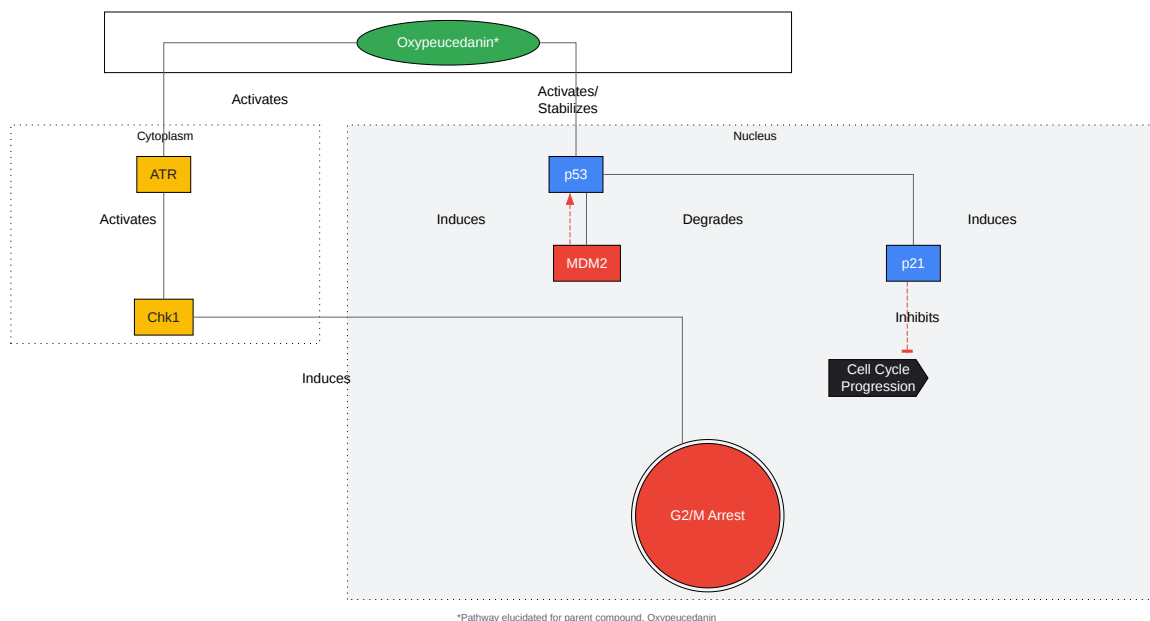 Oxypeucedanin*
Activates
Activates/
Stabilizes
Cytoplasm
Nucleus
ATR
p53
Activates
Induces
Degrades
Induces
MDM2
p21
Chk1
Inhibits
Cell Cycle
Progression
Induces
G2/M Arrest
*Pathway elucidated for parent compound, Oxypeucedanin